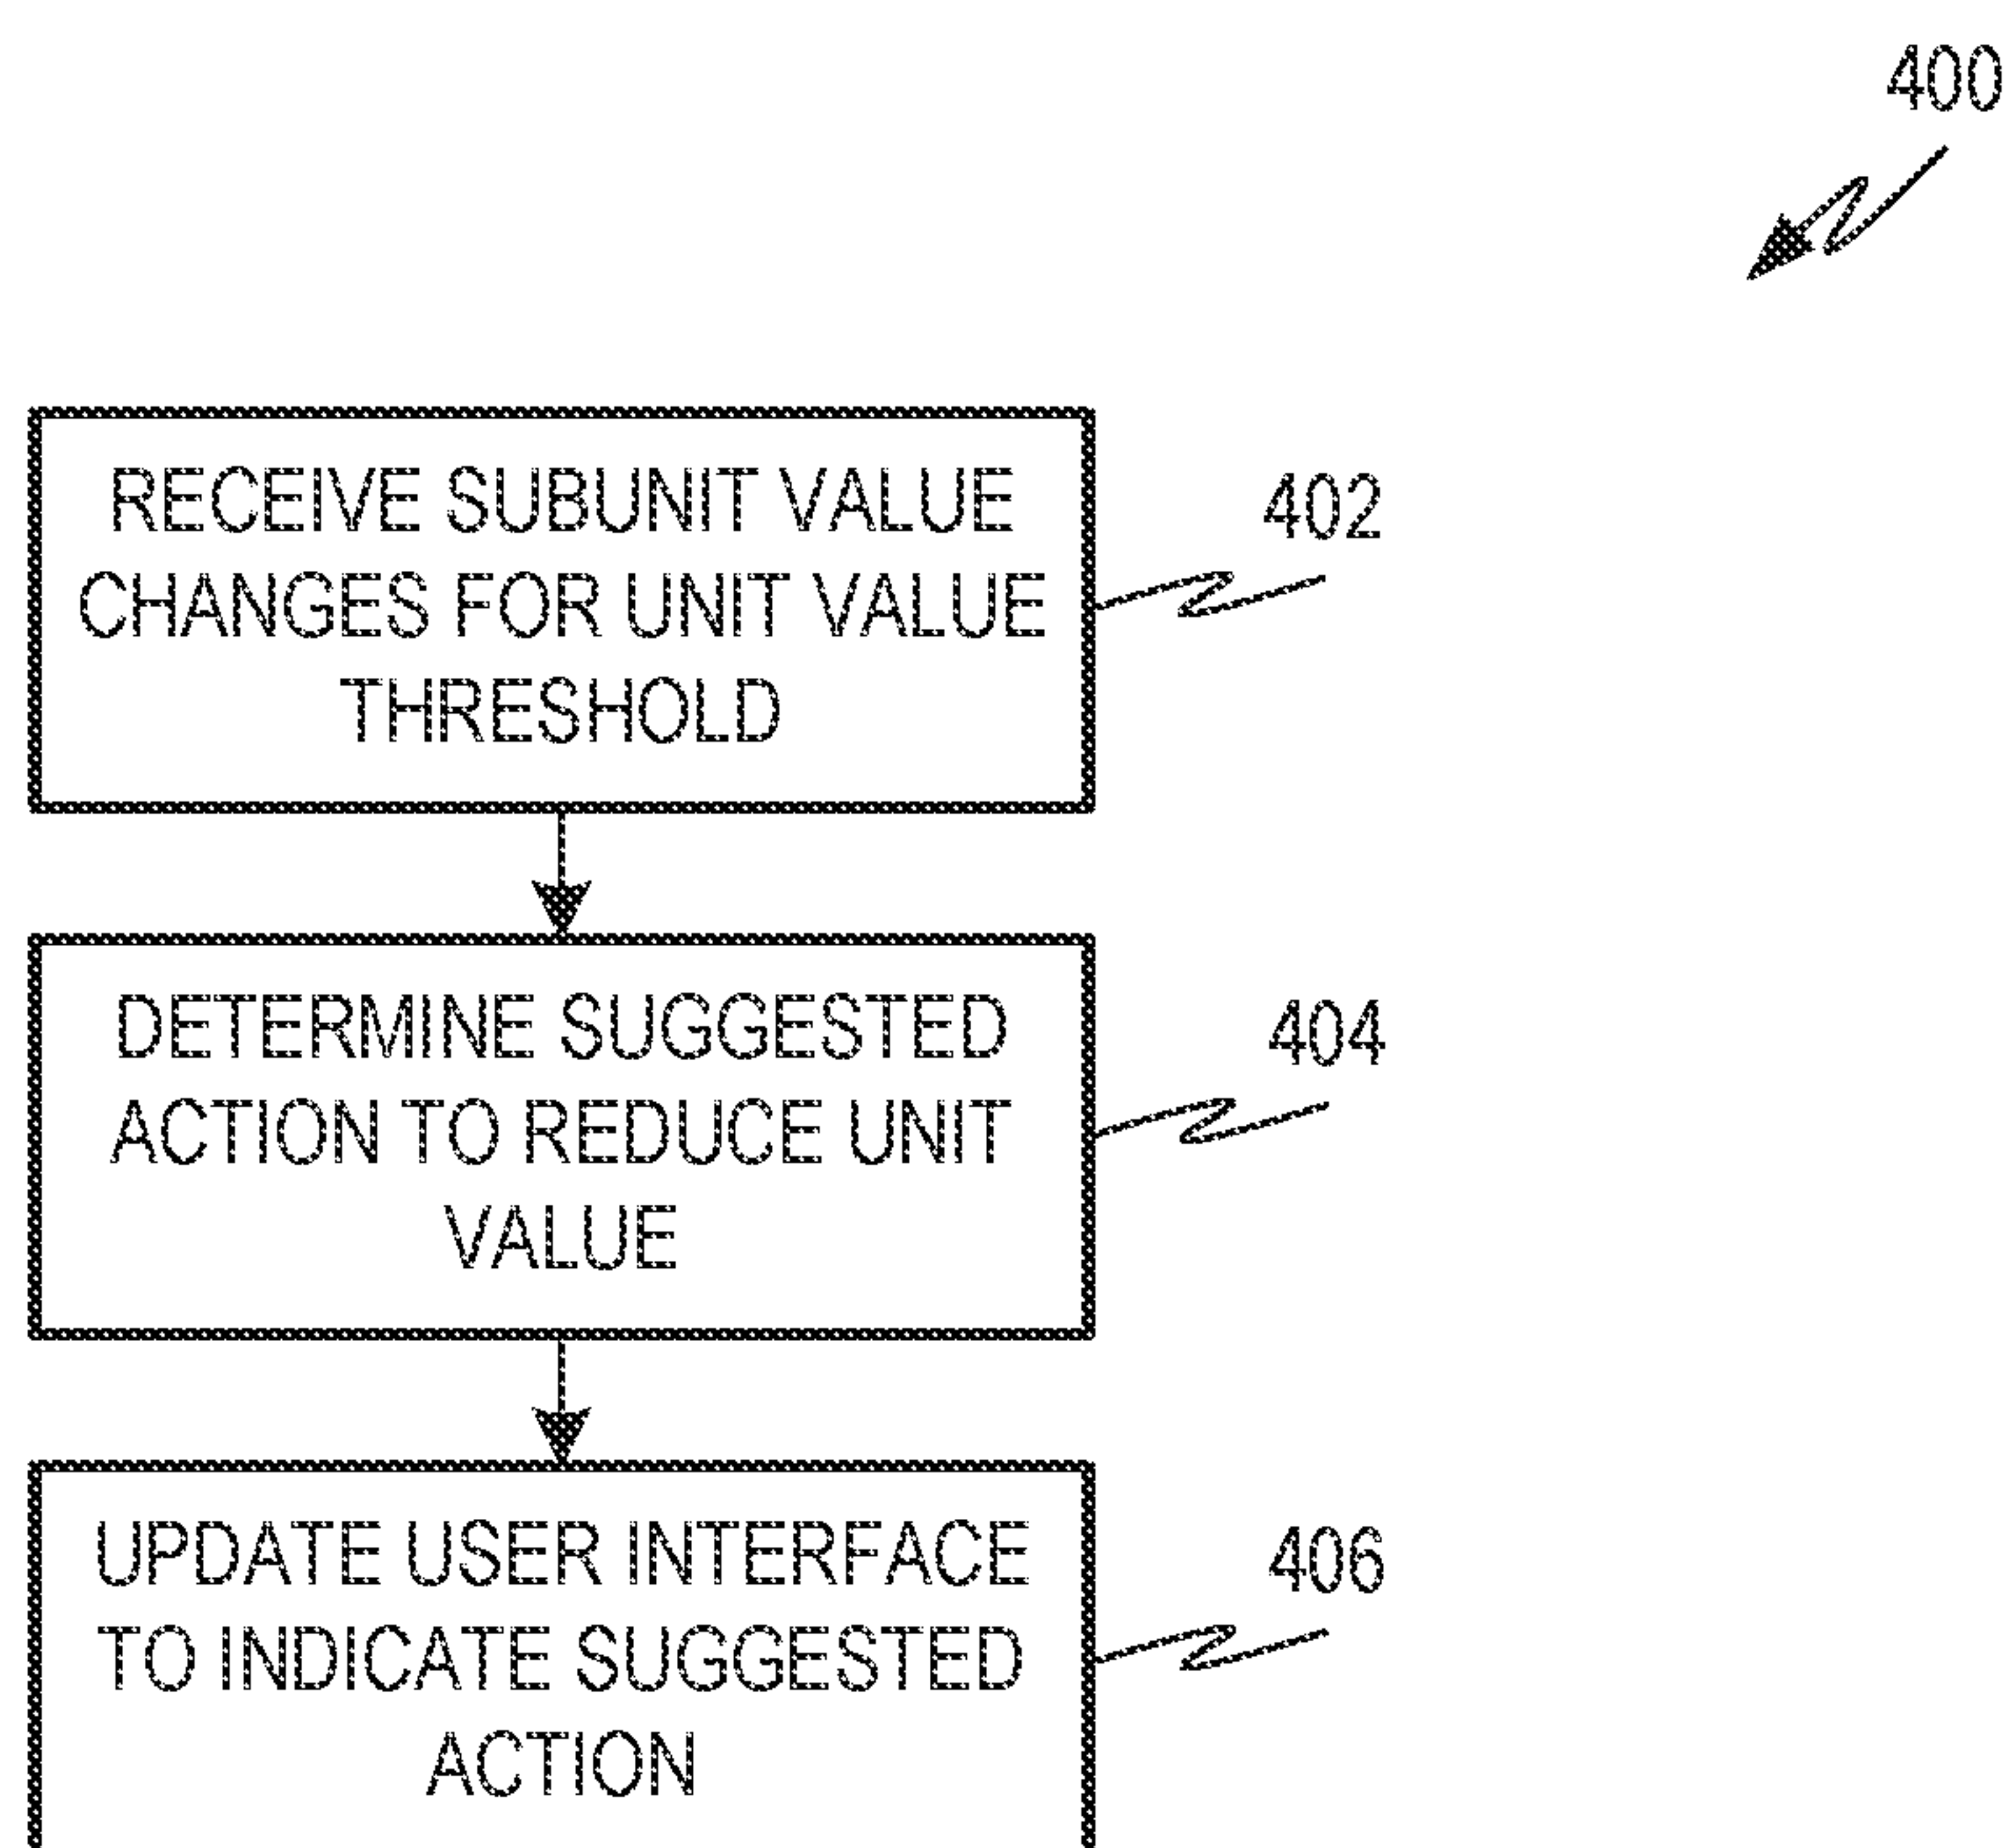 400
RECEIVE SUBUNIT VALUE
CHANGES FOR UNIT VALUE
THRESHOLD
402
DETERMINE SUGGESTED
ACTION TO REDUCE UNIT
VALUE
404
UPDATE USER INTERFACE
TO INDICATE SUGGESTED
ACTION
406